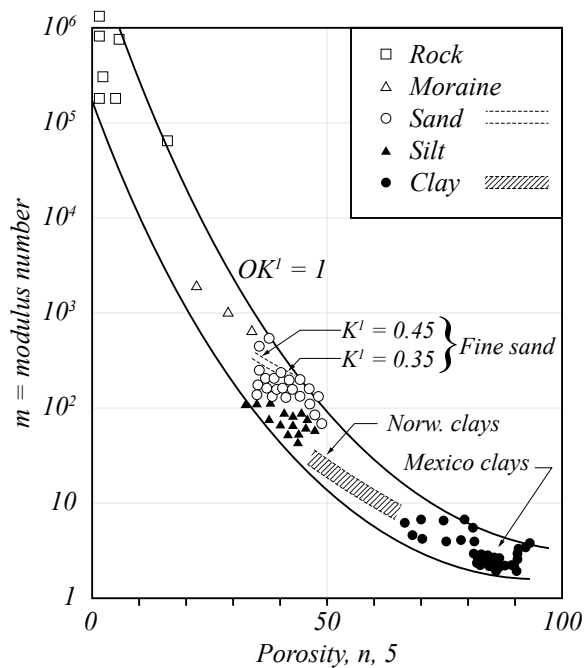 10⁶
10⁵
10⁴
10³
10²
10
1
m = modulus number
Rock
Moraine
Sand
Silt
Clay
OK¹ = 1
K¹ = 0.45
K¹ = 0.35
Fine sand
Norw. clays
Mexico clays
0
50
100
Porosity, n, 5